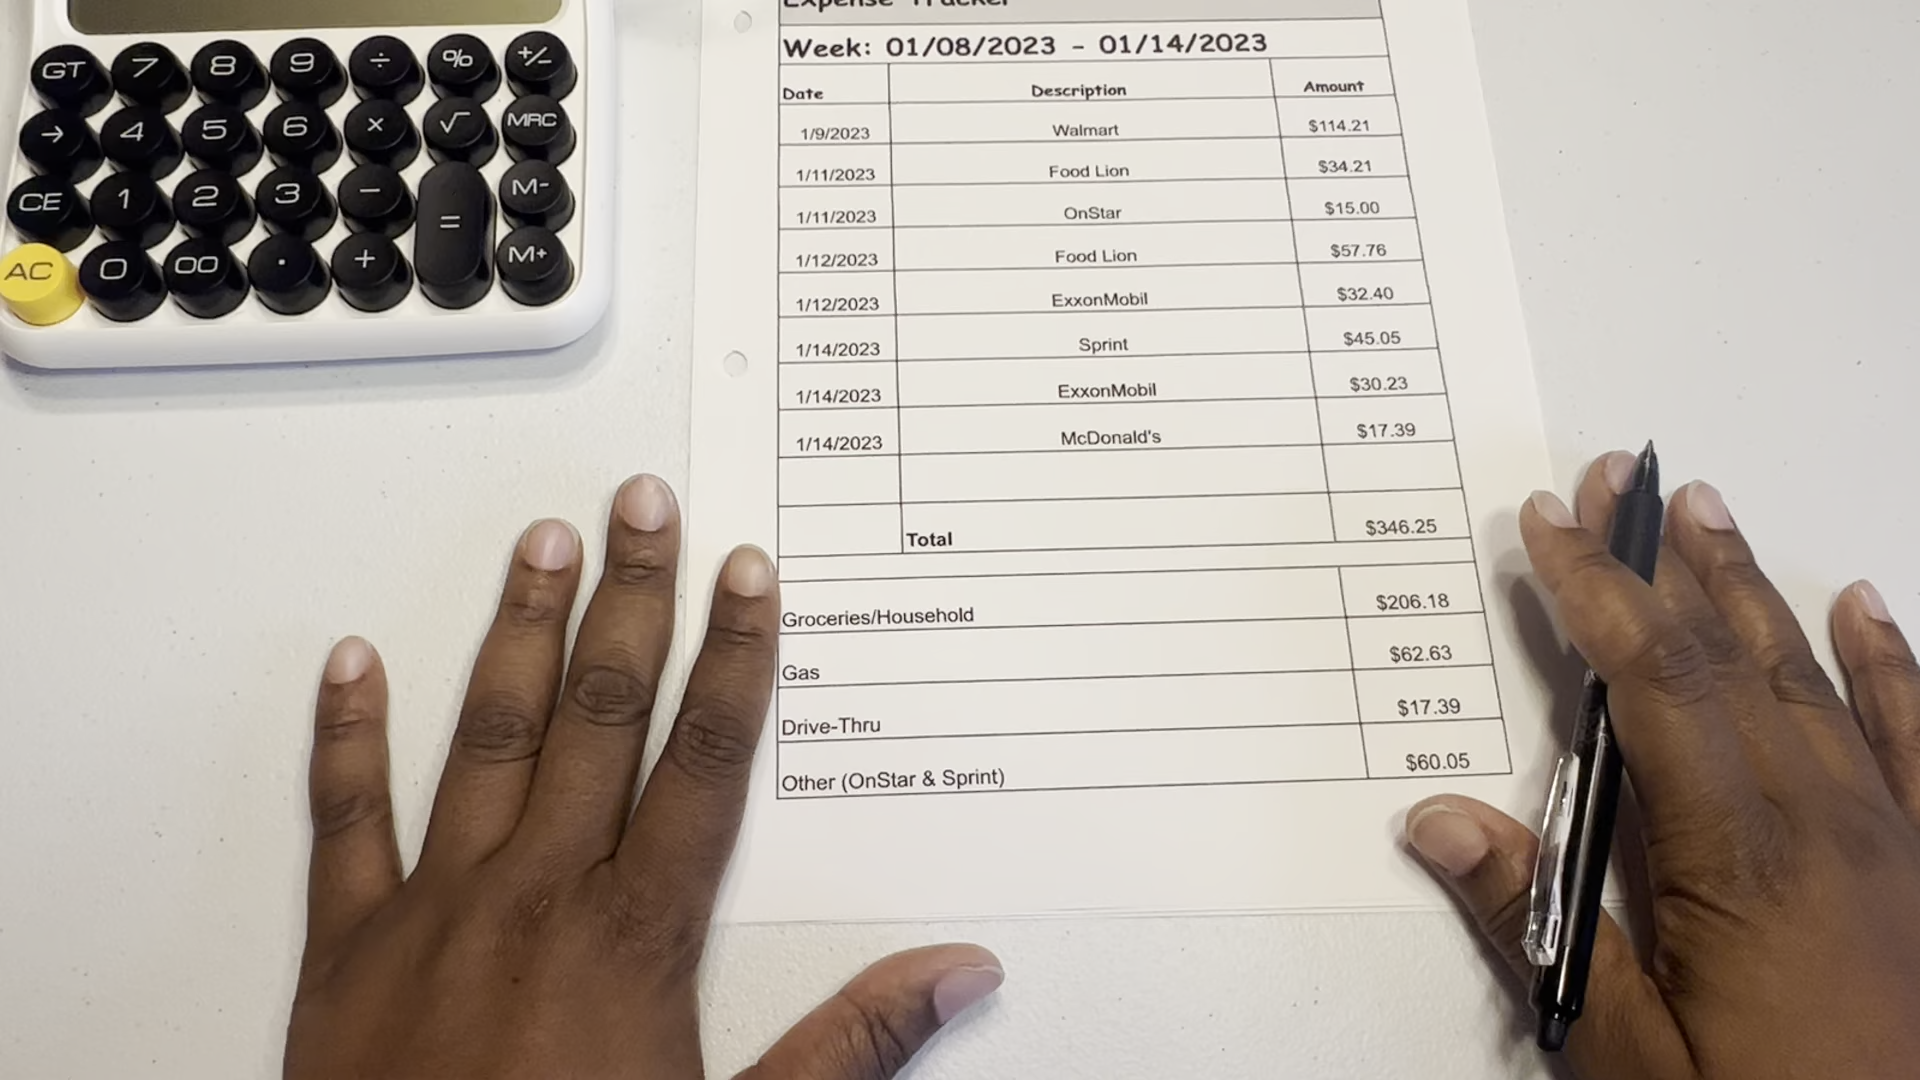 Expense Tracker
Week: 01/08/2023 - 01/14/2023
Date Description Amount
1/9/2023 Walmart $114.21
1/11/2023 Food Lion $34.21
1/11/2023 OnStar $15.00
1/12/2023 Food Lion $57.76
1/12/2023 ExxonMobil $32.40
1/14/2023 Sprint $45.05
1/14/2023 ExxonMobil $30.23
1/14/2023 McDonald's $17.39
Total $346.25
Groceries/Household $206.18
Gas $62.63
Drive-Thru $17.39
Other (OnStar & Sprint) $60.05
GT 7 8 9 ÷ % +/-
→ 4 5 6 × √ MRC
CE 1 2 3 - = M-
AC 0 00 . + M+